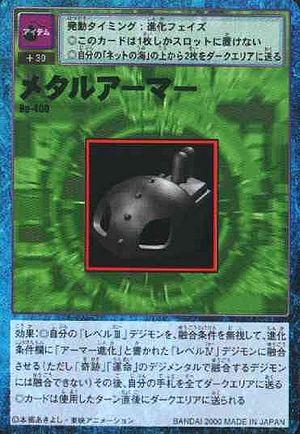 アイテム
+30
発動タイミング:進化フェイズ
◎このカードは1枚しかスロットに置けない
◎自分の「ネットの海」の上から2枚をダークエリアに送る
メタルアーマー
Bo-400
効果:◎自分の「レベルⅢ」デジモンを、融合条件を無視して、進化
条件欄に「アーマー進化」と書かれた「レベルⅣ」デジモンに進化
させる(ただし「奇跡」「運命」のデジメンタルで融合するデジモン
には融合できない)その後、自分の手札を全てダークエリアに送る
◎カードは使用したターン直後にダークエリアに送られる
©本郷あきよし・東映アニメーション
BANDAI 2000 MADE IN JAPAN